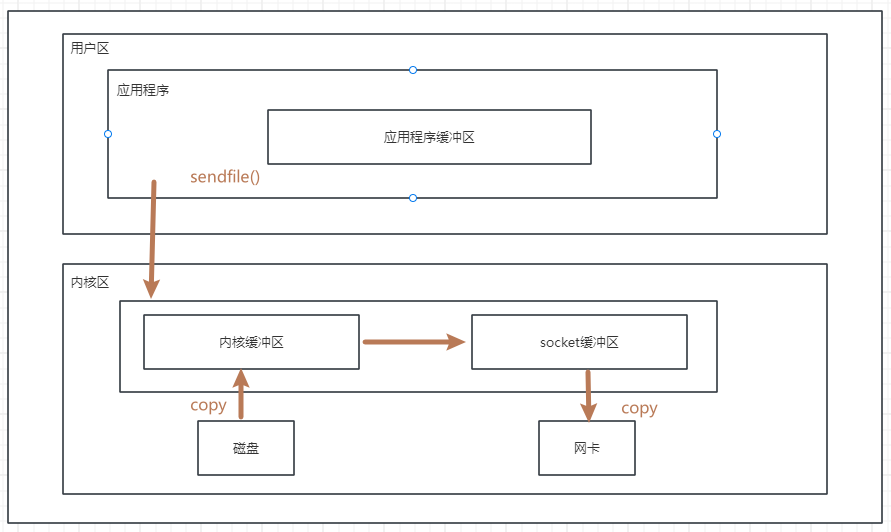 用户区
应用程序
应用程序缓冲区
sendfile()
内核区
内核缓冲区
socket缓冲区
copy
copy
磁盘
网卡